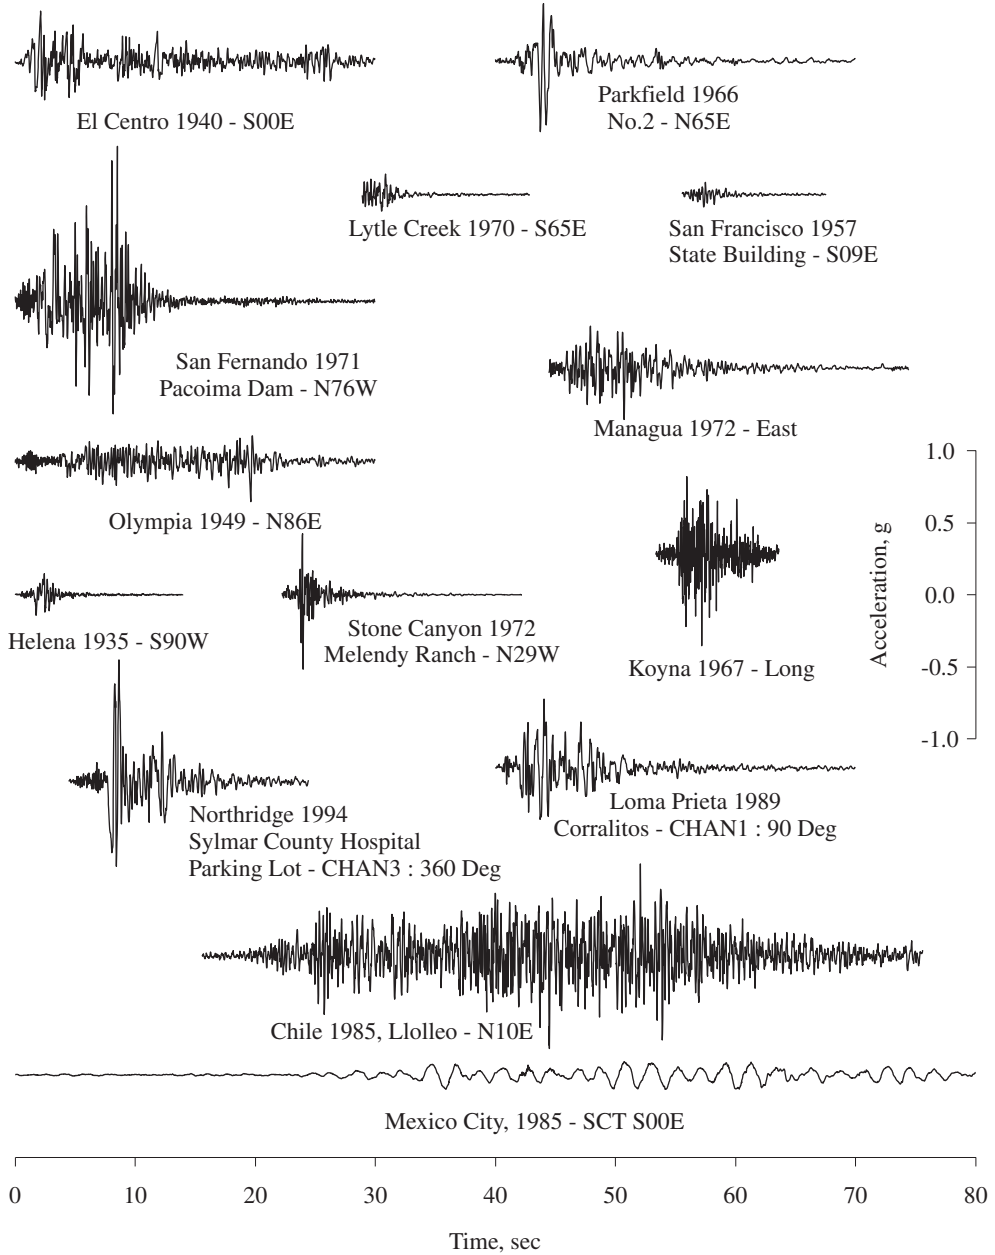 El Centro 1940 - S00E
Parkfield 1966
No.2 - N65E
Lytle Creek 1970 - S65E
San Francisco 1957
State Building - S09E
San Fernando 1971
Pacoima Dam - N76W
Managua 1972 - East
Olympia 1949 - N86E
1.0
0.5
0.0
-0.5
-1.0
Acceleration, g
Helena 1935 - S90W
Stone Canyon 1972
Melendy Ranch - N29W
Koyna 1967 - Long
Northridge 1994
Sylmar County Hospital
Parking Lot - CHAN3 : 360 Deg
Loma Prieta 1989
Corralitos - CHAN1 : 90 Deg
Chile 1985, Llolleo - N10E
Mexico City, 1985 - SCT S00E
0 10 20 30 40 50 60 70 80
Time, sec